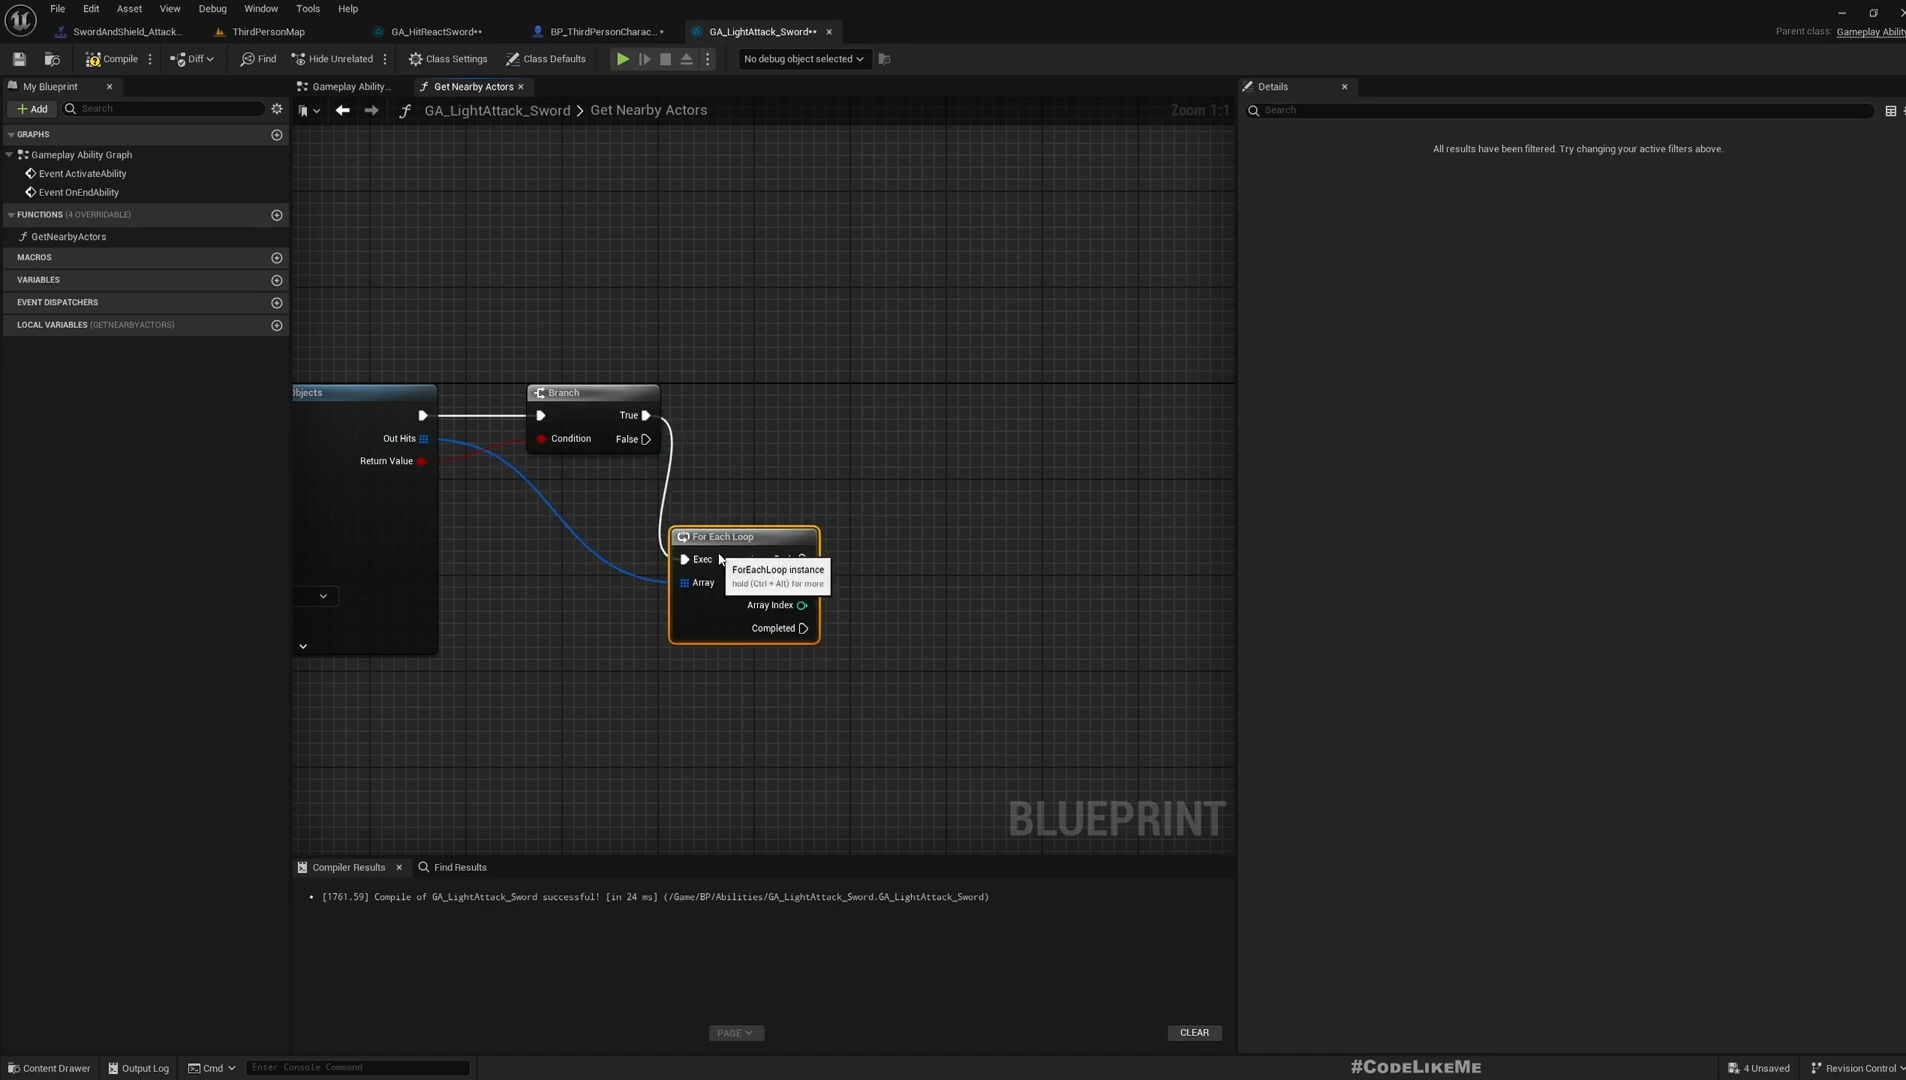 File Edit Asset View Debug Window Tools Help
SwordAndShield_Attack... ThirdPersonMap GA_HitReactSword** BP_ThirdPersonCharac...* GA_LightAttack_Sword**
Parent class: Gameplay Ability
Compile Diff Find Hide Unrelated Class Settings Class Defaults No debug object selected
My Blueprint
Gameplay Ability... Get Nearby Actors
Details
Add Search
GA_LightAttack_Sword > Get Nearby Actors
Zoom 1:1
Search
GRAPHS
Gameplay Ability Graph
Event ActivateAbility
Event OnEndAbility
FUNCTIONS (4 OVERRIDABLE)
GetNearbyActors
MACROS
VARIABLES
EVENT DISPATCHERS
LOCAL VARIABLES (GETNEARBYACTORS)
All results have been filtered. Try changing your active filters above.
Objects
Out Hits
Return Value
Branch
True
Condition False
For Each Loop
Exec
Array
Array Index
Completed
ForEachLoop instance
hold (Ctrl + Alt) for more
BLUEPRINT
Compiler Results Find Results
[1761.59] Compile of GA_LightAttack_Sword successful! [in 24 ms] (/Game/BP/Abilities/GA_LightAttack_Sword.GA_LightAttack_Sword)
PAGE
CLEAR
Content Drawer Output Log Cmd Enter Console Command
#CODELIKEME
4 Unsaved Revision Control